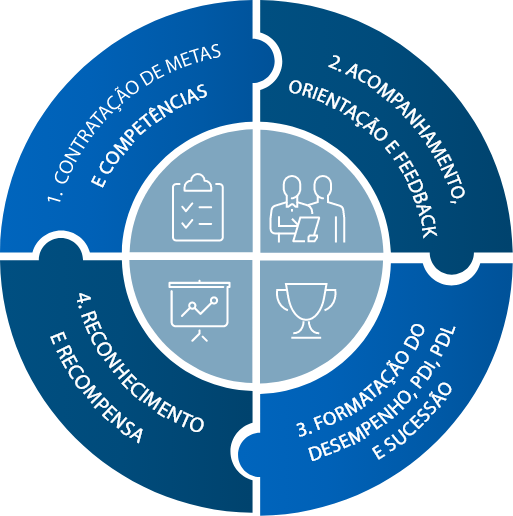 1. CONTRATAÇÃO DE METAS
E COMPETÊNCIAS
2. ACOMPANHAMENTO,
ORIENTAÇÃO E FEEDBACK
3. FORMATAÇÃO DO
DESEMPENHO, PDI, PDL
E SUCESSÃO
4. RECONHECIMENTO
E RECOMPENSA